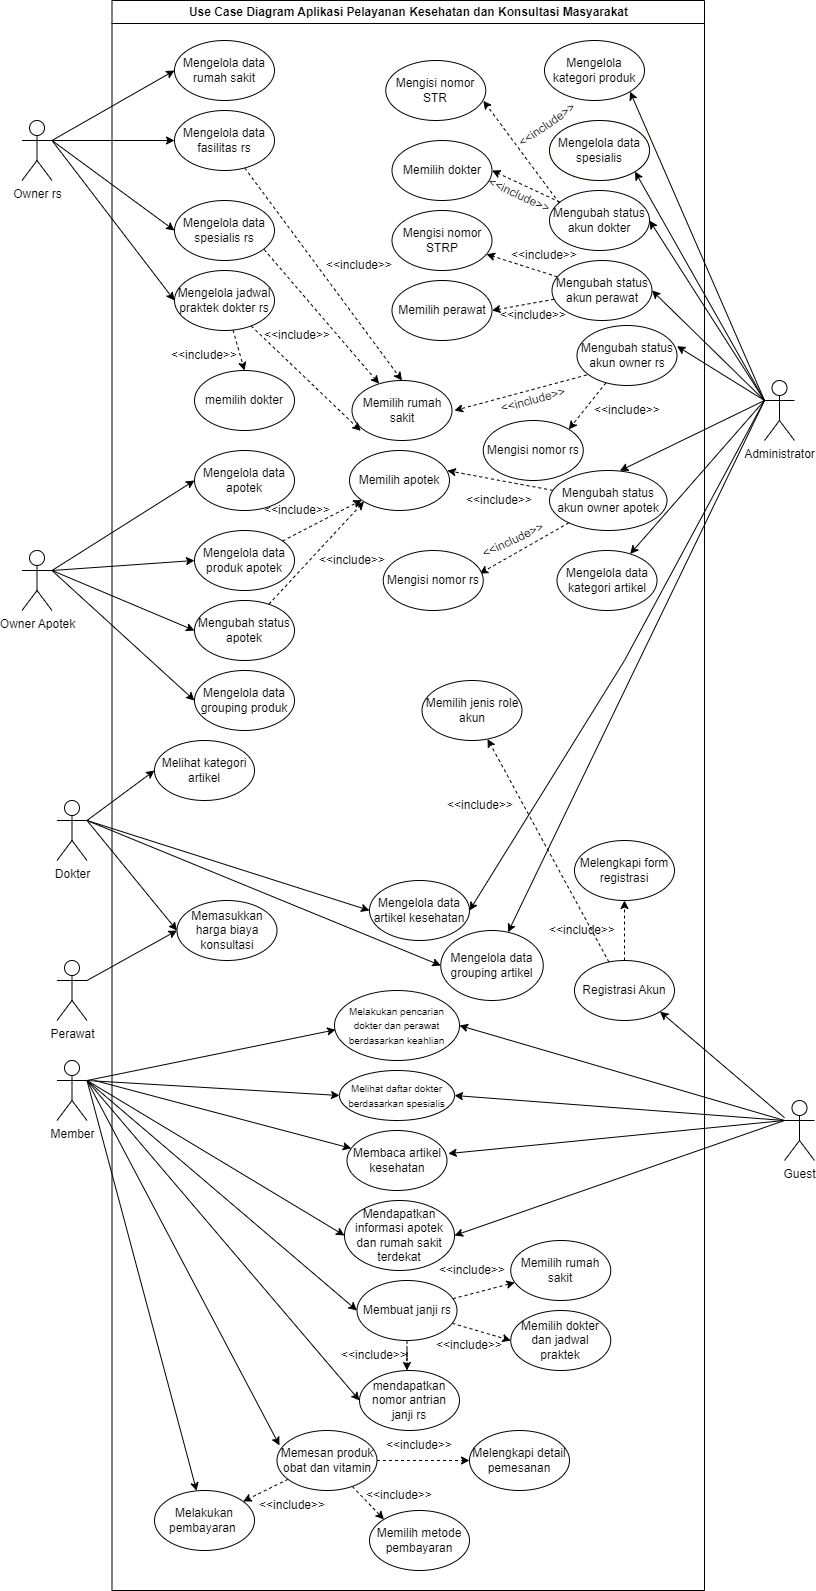 Use Case Diagram Aplikasi Pelayanan Kesehatan dan Konsultasi Masyarakat
Mengelola data
rumah sakit
Mengisi nomor
STR
Mengelola
kategori produk
<<include>>
Owner rs
Mengelola data
fasilitas rs
Mengelola data
spesialis
Memilih dokter
<<include>>
Mengelola data
spesialis rs
Mengubah status
akun dokter
Mengisi nomor
STRP
<<include>>
<<include>>
Mengelola jadwal
praktek dokter rs
Mengubah status
akun perawat
Memilih perawat
<<include>>
<<include>>
<<include>>
Mengubah status
akun owner rs
memilih dokter
Memilih rumah
sakit
<<include>>
<<include>>
Administrator
Mengisi nomor rs
Mengelola data
apotek
Memilih apotek
<<include>>
<<include>>
Mengubah status
akun owner apotek
Mengelola data
produk apotek
<<include>>
<<include>>
Mengisi nomor rs
Mengelola data
kategori artikel
Owner Apotek
Mengubah status
apotek
Mengelola data
grouping produk
Memilih jenis role
akun
Melihat kategori
artikel
<<include>>
Dokter
Melengkapi form
registrasi
Mengelola data
artikel kesehatan
Memasukkan
harga biaya
konsultasi
<<include>>
Mengelola data
grouping artikel
Registrasi Akun
Perawat
Melakukan pencarian
dokter dan perawat
berdasarkan keahlian
Member
Melihat daftar dokter
berdasarkan spesialis
Membaca artikel
kesehatan
Guest
Mendapatkan
informasi apotek
dan rumah sakit
terdekat
<<include>>
Memilih rumah
sakit
Membuat janji rs
<<include>>
Memilih dokter
dan jadwal
praktek
<<include>>
mendapatkan
nomor antrian
janji rs
Memesan produk
obat dan vitamin
<<include>>
Melengkapi detail
pemesanan
<<include>>
<<include>>
Melakukan
pembayaran
Memilih metode
pembayaran